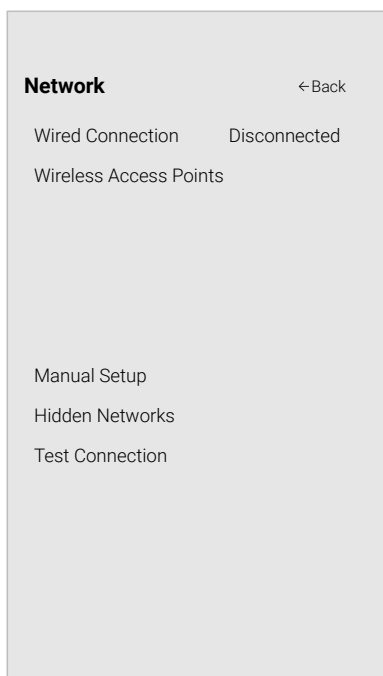 Network ←Back
Wired Connection Disconnected
Wireless Access Points
Manual Setup
Hidden Networks
Test Connection